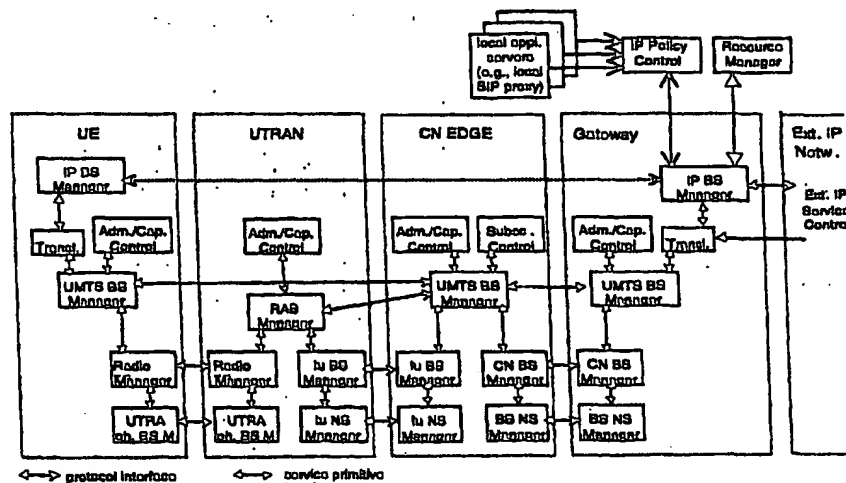 local appl.
servers
(e.g., local
SIP proxy)
IP Policy
Control
Resource
Manager
UE
UTRAN
CN EDGE
Gateway
Ext. IP
Netw.
IP BS
Manager
IP BS
Manager
Ext. IP
Service
Control
Transl.
Adm./Cap.
Control
Adm./Cap.
Control
Adm./Cap.
Control
Subsc.
Control
Adm./Cap.
Control
Transl.
UMTS BS
Manager
RAB
Manager
UMTS BS
Manager
UMTS BS
Manager
Radio
Manager
Radio
Manager
Iu BS
Manager
Iu BS
Manager
CN BS
Manager
CN BS
Manager
UTRA
ph. BS M
UTRA
ph. BS M
Iu NS
Manager
Iu NS
Manager
BB NS
Manager
BB NS
Manager
protocol interface
service primitive